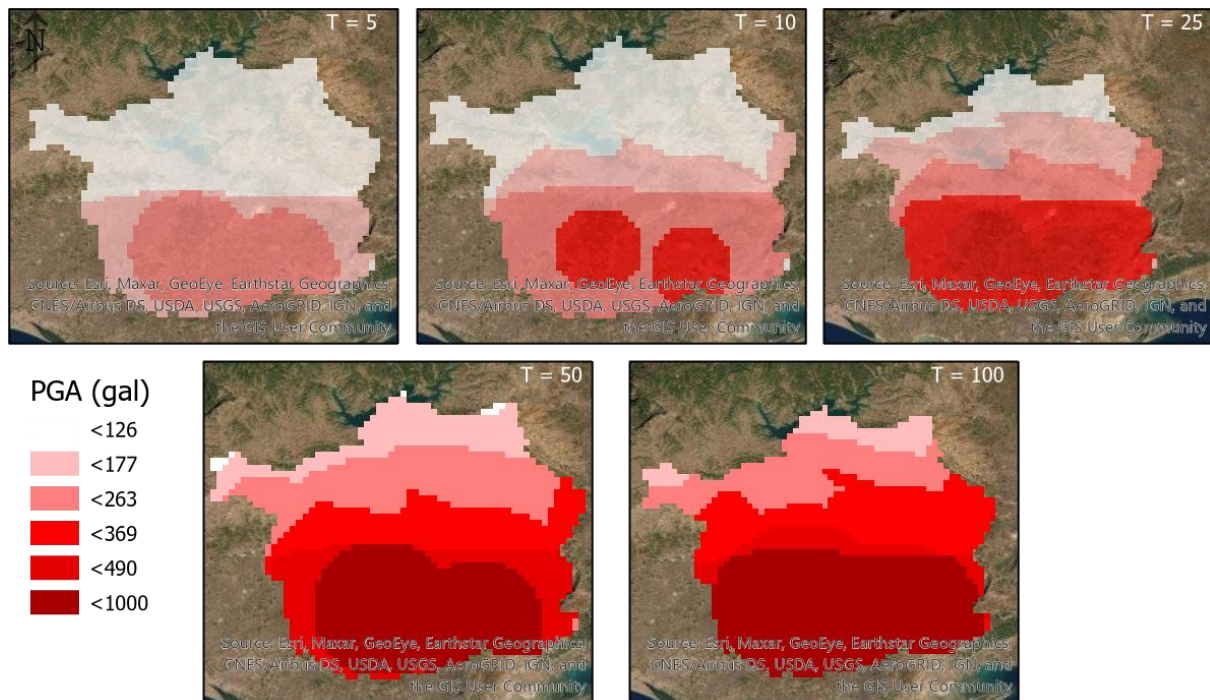 N
T = 5
Source: Esri, Maxar, GeoEye, Earthstar Geographics,
CNES/Airbus DS, USDA, USGS, AeroGRID, IGN, and
the GIS User Community
T = 10
Source: Esri, Maxar, GeoEye, Earthstar Geographics,
CNES/Airbus DS, USDA, USGS, AeroGRID, IGN, and
the GIS User Community
T = 25
Source: Esri, Maxar, GeoEye, Earthstar Geographics,
CNES/Airbus DS, USDA, USGS, AeroGRID, IGN, and
the GIS User Community
PGA (gal)
<126
<177
<263
<369
<490
<1000
T = 50
Source: Esri, Maxar, GeoEye, Earthstar Geographics,
CNES/Airbus DS, USDA, USGS, AeroGRID, IGN, and
the GIS User Community
T = 100
Source: Esri, Maxar, GeoEye, Earthstar Geographics,
CNES/Airbus DS, USDA, USGS, AeroGRID, IGN, and
the GIS User Community